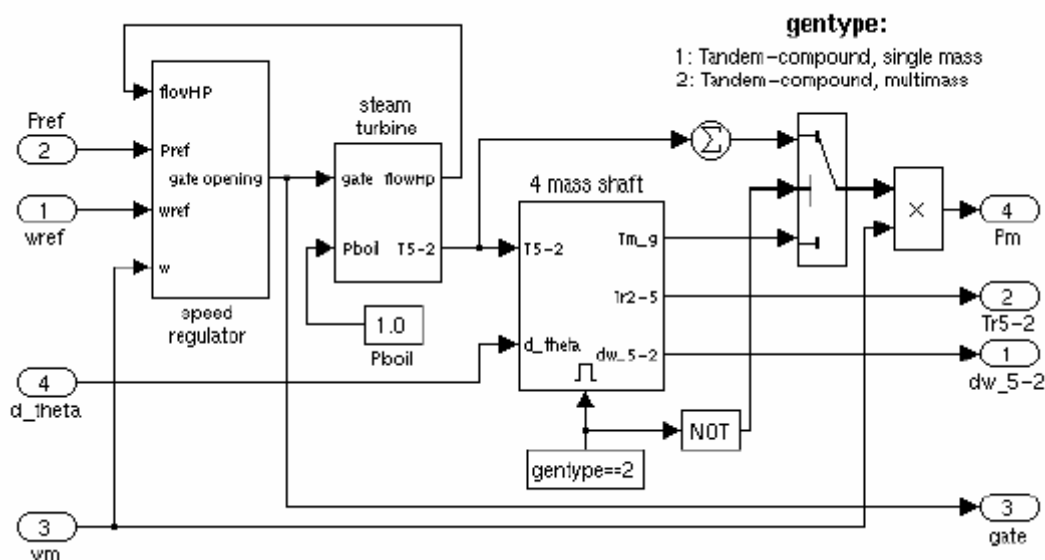 gentype:
1: Tandem-compound, single mass
2: Tandem-compound, multimass
flowHP
steam
turbine
Pref
2
Pref
gate opening
gate flowHp
4 mass shaft
Σ
1
wref
wref
Pboil T5-2
T5-2
Tm_g
×
4
Pm
w
Tr2-5
2
Tr5-2
speed
regulator
1.0
Pboil
d_theta
dw_5-2
1
dw_5-2
4
d_theta
NOT
gentype==2
3
wm
3
gate